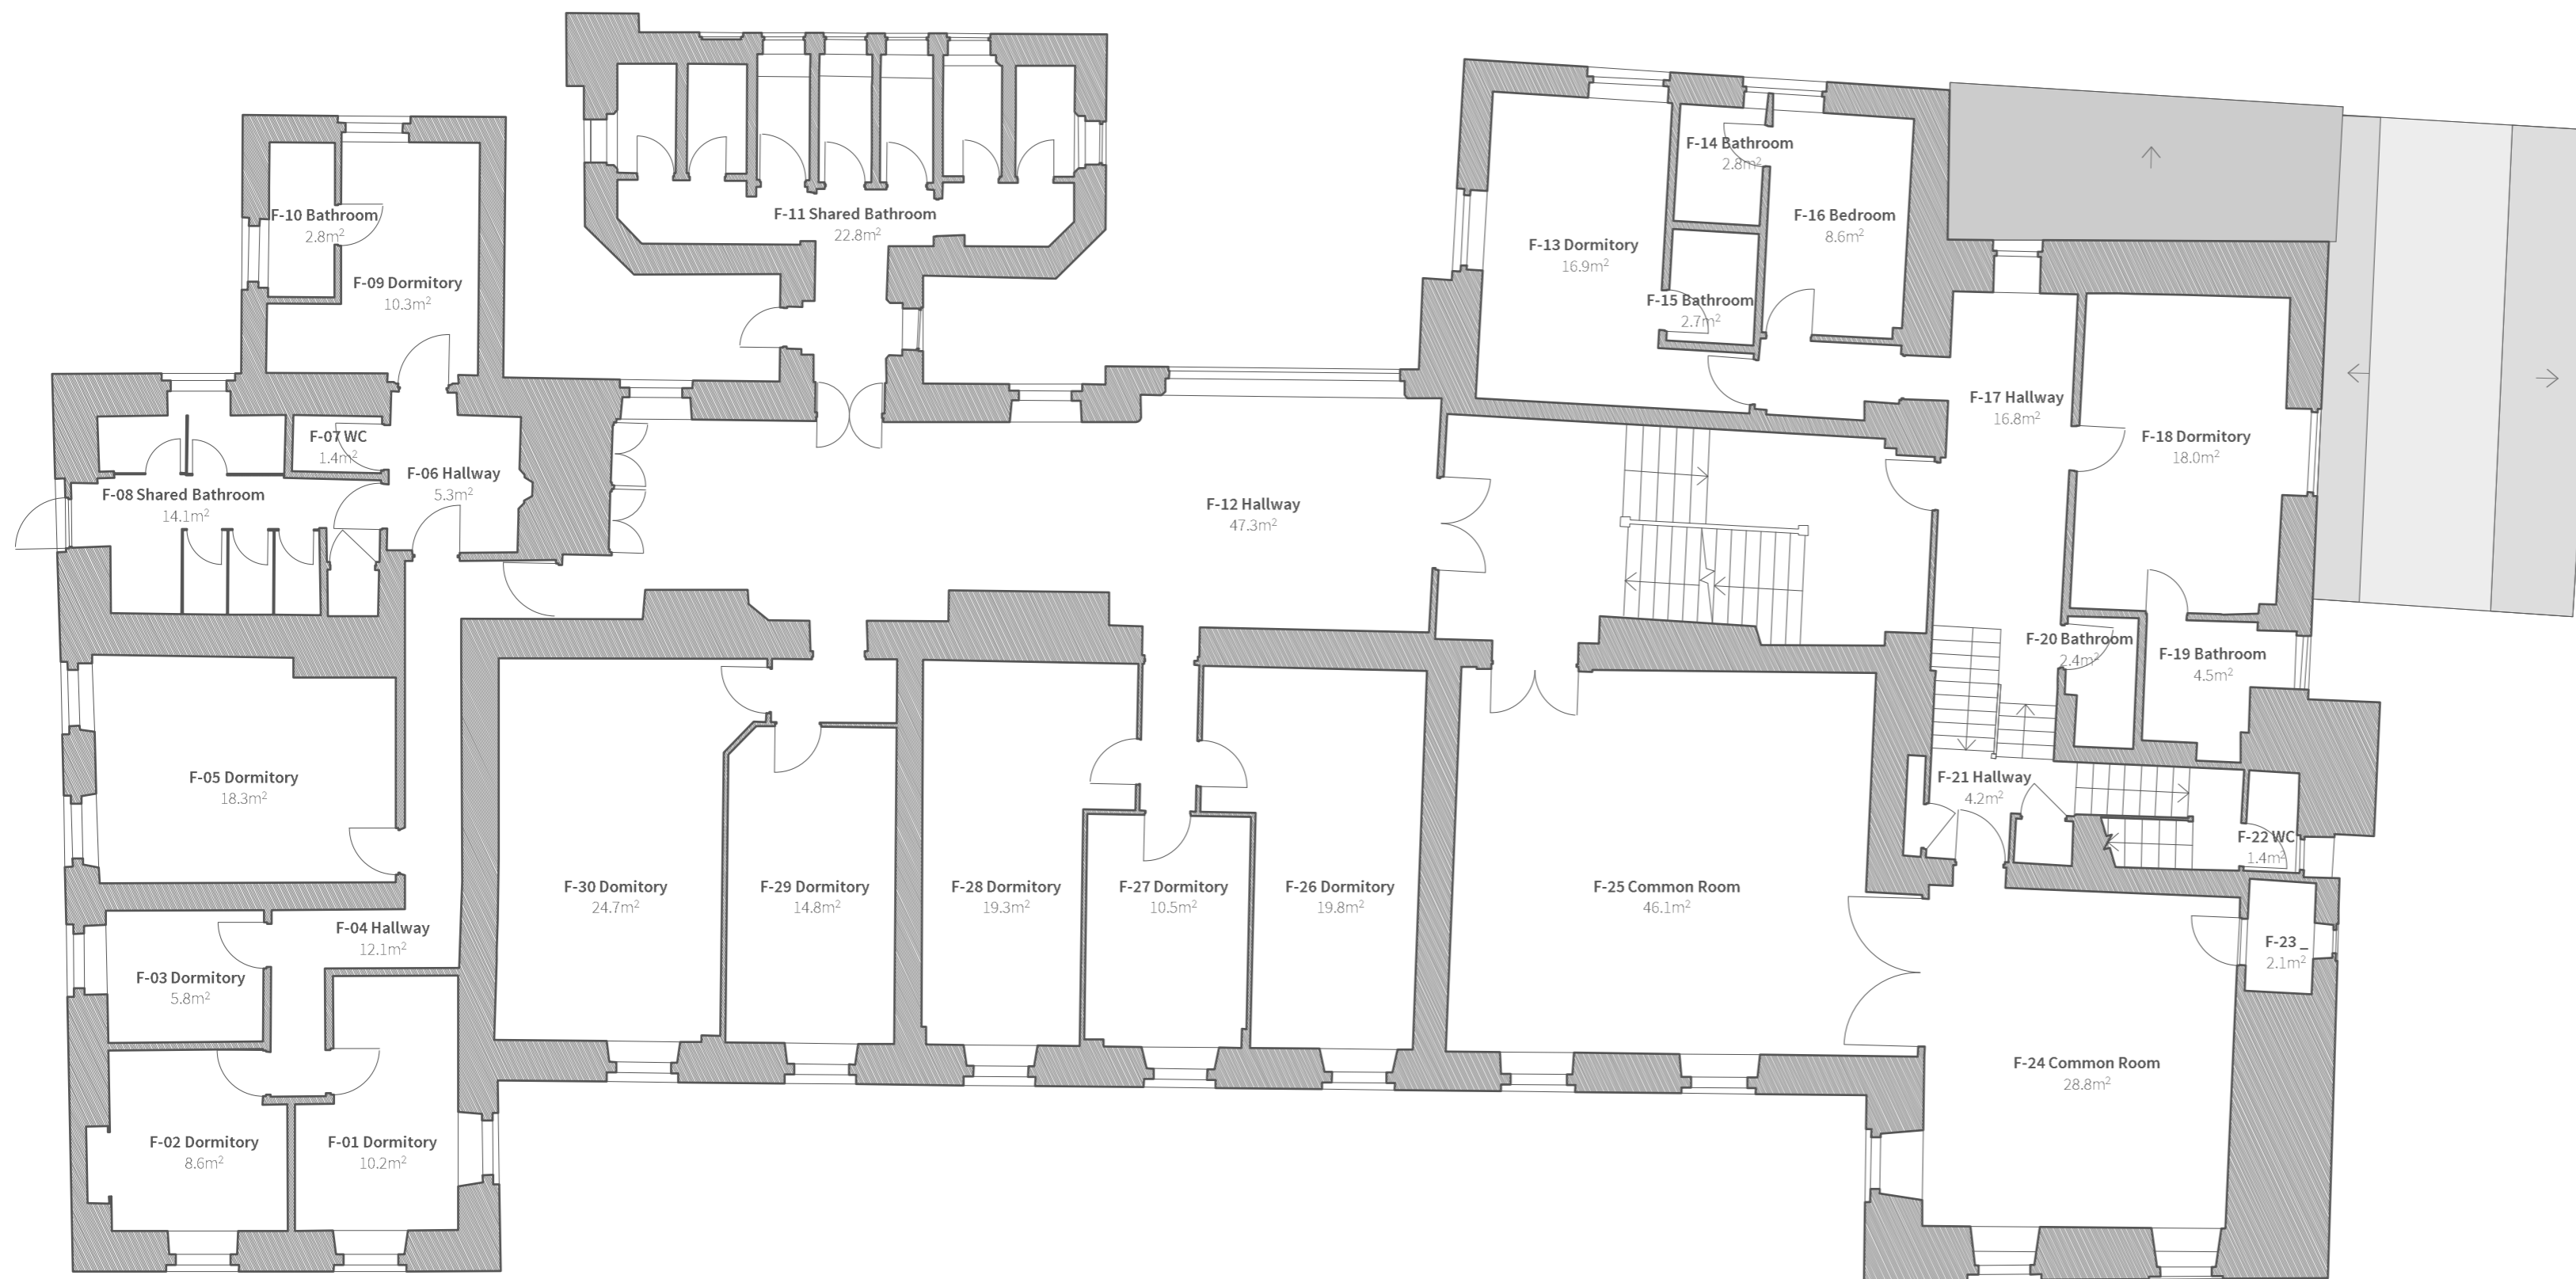 F-11 Shared Bathroom
22.8m²
F-14 Bathroom
2.8m²
F-10 Bathroom
2.8m²
F-16 Bedroom
8.6m²
F-13 Dormitory
16.9m²
F-09 Dormitory
10.3m²
F-15 Bathroom
2.7m²
F-17 Hallway
16.8m²
F-07 WC
1.4m²
F-18 Dormitory
18.0m²
F-06 Hallway
5.3m²
F-08 Shared Bathroom
14.1m²
F-12 Hallway
47.3m²
F-20 Bathroom
2.4m²
F-19 Bathroom
4.5m²
F-05 Dormitory
18.3m²
F-21 Hallway
4.2m²
F-22 WC
1.4m²
F-30 Domitory
24.7m²
F-29 Dormitory
14.8m²
F-28 Dormitory
19.3m²
F-27 Dormitory
10.5m²
F-26 Dormitory
19.8m²
F-25 Common Room
46.1m²
F-04 Hallway
12.1m²
F-23 _
2.1m²
F-03 Dormitory
5.8m²
F-24 Common Room
28.8m²
F-02 Dormitory
8.6m²
F-01 Dormitory
10.2m²